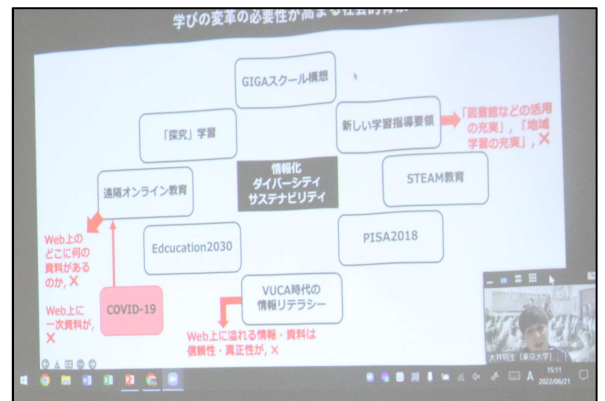 学びの変革の必要性が高まる社会的背景
GIGAスクール構想
「探究」学習
新しい学習指導要領
「図書館などの活用
の充実」,「地域
学習の充実」, ✕
遠隔オンライン教育
情報化
ダイバーシティ
サステナビリティ
STEAM教育
Web上の
どこに何の
資料がある
のか, ✕
Edcucation2030
PISA2018
Web上に
一次資料が,
✕
COVID-19
VUCA時代の
情報リテラシー
Web上に溢れる情報・資料は
信頼性・真正性が, ✕
大井将生（東京大学）
A
15:11
2022/06/21